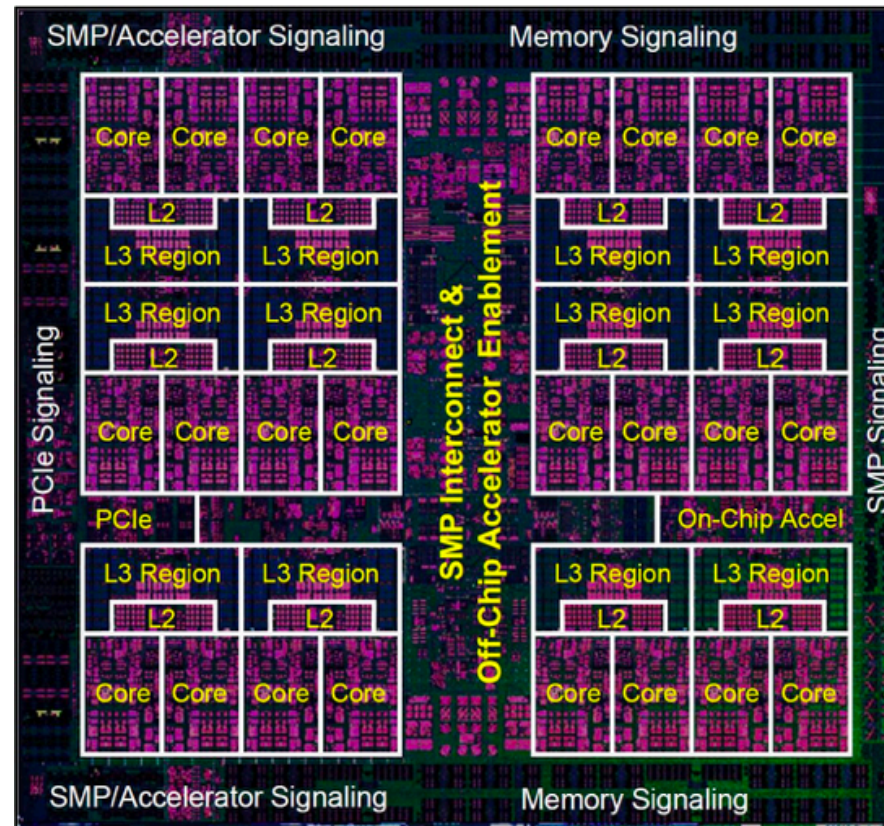 SMP/Accelerator Signaling Memory Signaling
Core Core Core Core Core Core Core Core
L2 L2 L2 L2
L3 Region L3 Region L3 Region L3 Region
L3 Region L3 Region L3 Region L3 Region
L2 L2 L2 L2
Core Core Core Core Core Core Core Core
PCIe On-Chip Accel
L3 Region L3 Region L3 Region L3 Region
L2 L2 L2 L2
Core Core Core Core Core Core Core Core
SMP/Accelerator Signaling Memory Signaling
PCIe Signaling
SMP Interconnect &
Off-Chip Accelerator Enablement
SMP Signaling